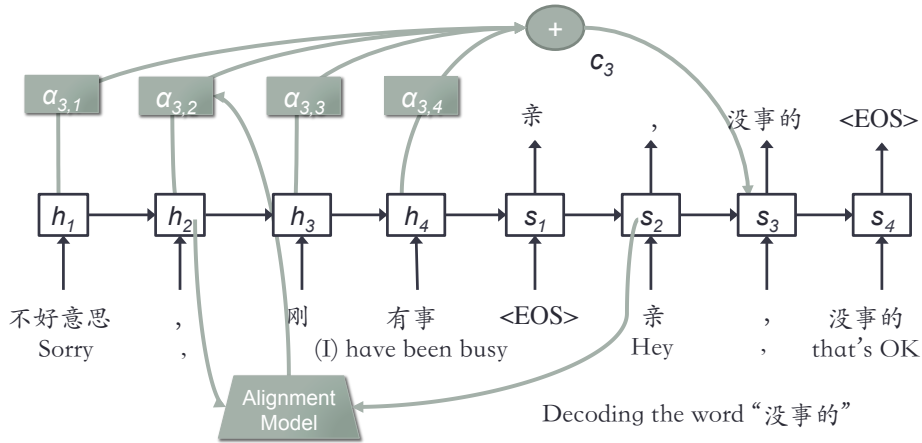 +
c3
α3,1 α3,2 α3,3 α3,4
亲 , 没事的 <EOS>
h1 h2 h3 h4 s1 s2 s3 s4
不好意思 , 刚 有事 <EOS> 亲 , 没事的
Sorry , (I) have been busy Hey , that's OK
Alignment
Model
Decoding the word “没事的”